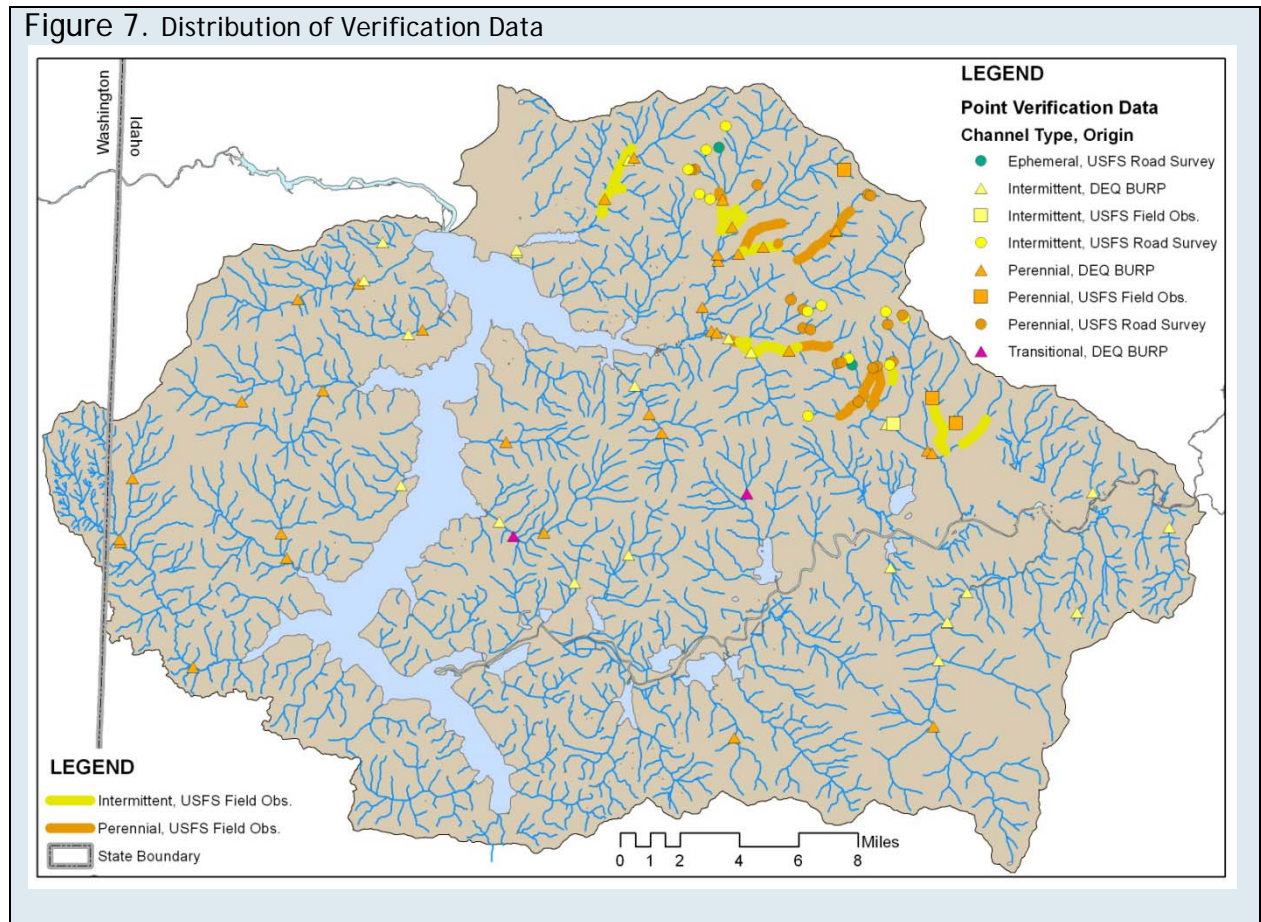 Figure 7. Distribution of Verification Data
Washington
Idaho
LEGEND
Point Verification Data
Channel Type, Origin
Ephemeral, USFS Road Survey
Intermittent, DEQ BURP
Intermittent, USFS Field Obs.
Intermittent, USFS Road Survey
Perennial, DEQ BURP
Perennial, USFS Field Obs.
Perennial, USFS Road Survey
Transitional, DEQ BURP
LEGEND
Intermittent, USFS Field Obs.
Perennial, USFS Field Obs.
State Boundary
Miles
0 1 2 4 6 8